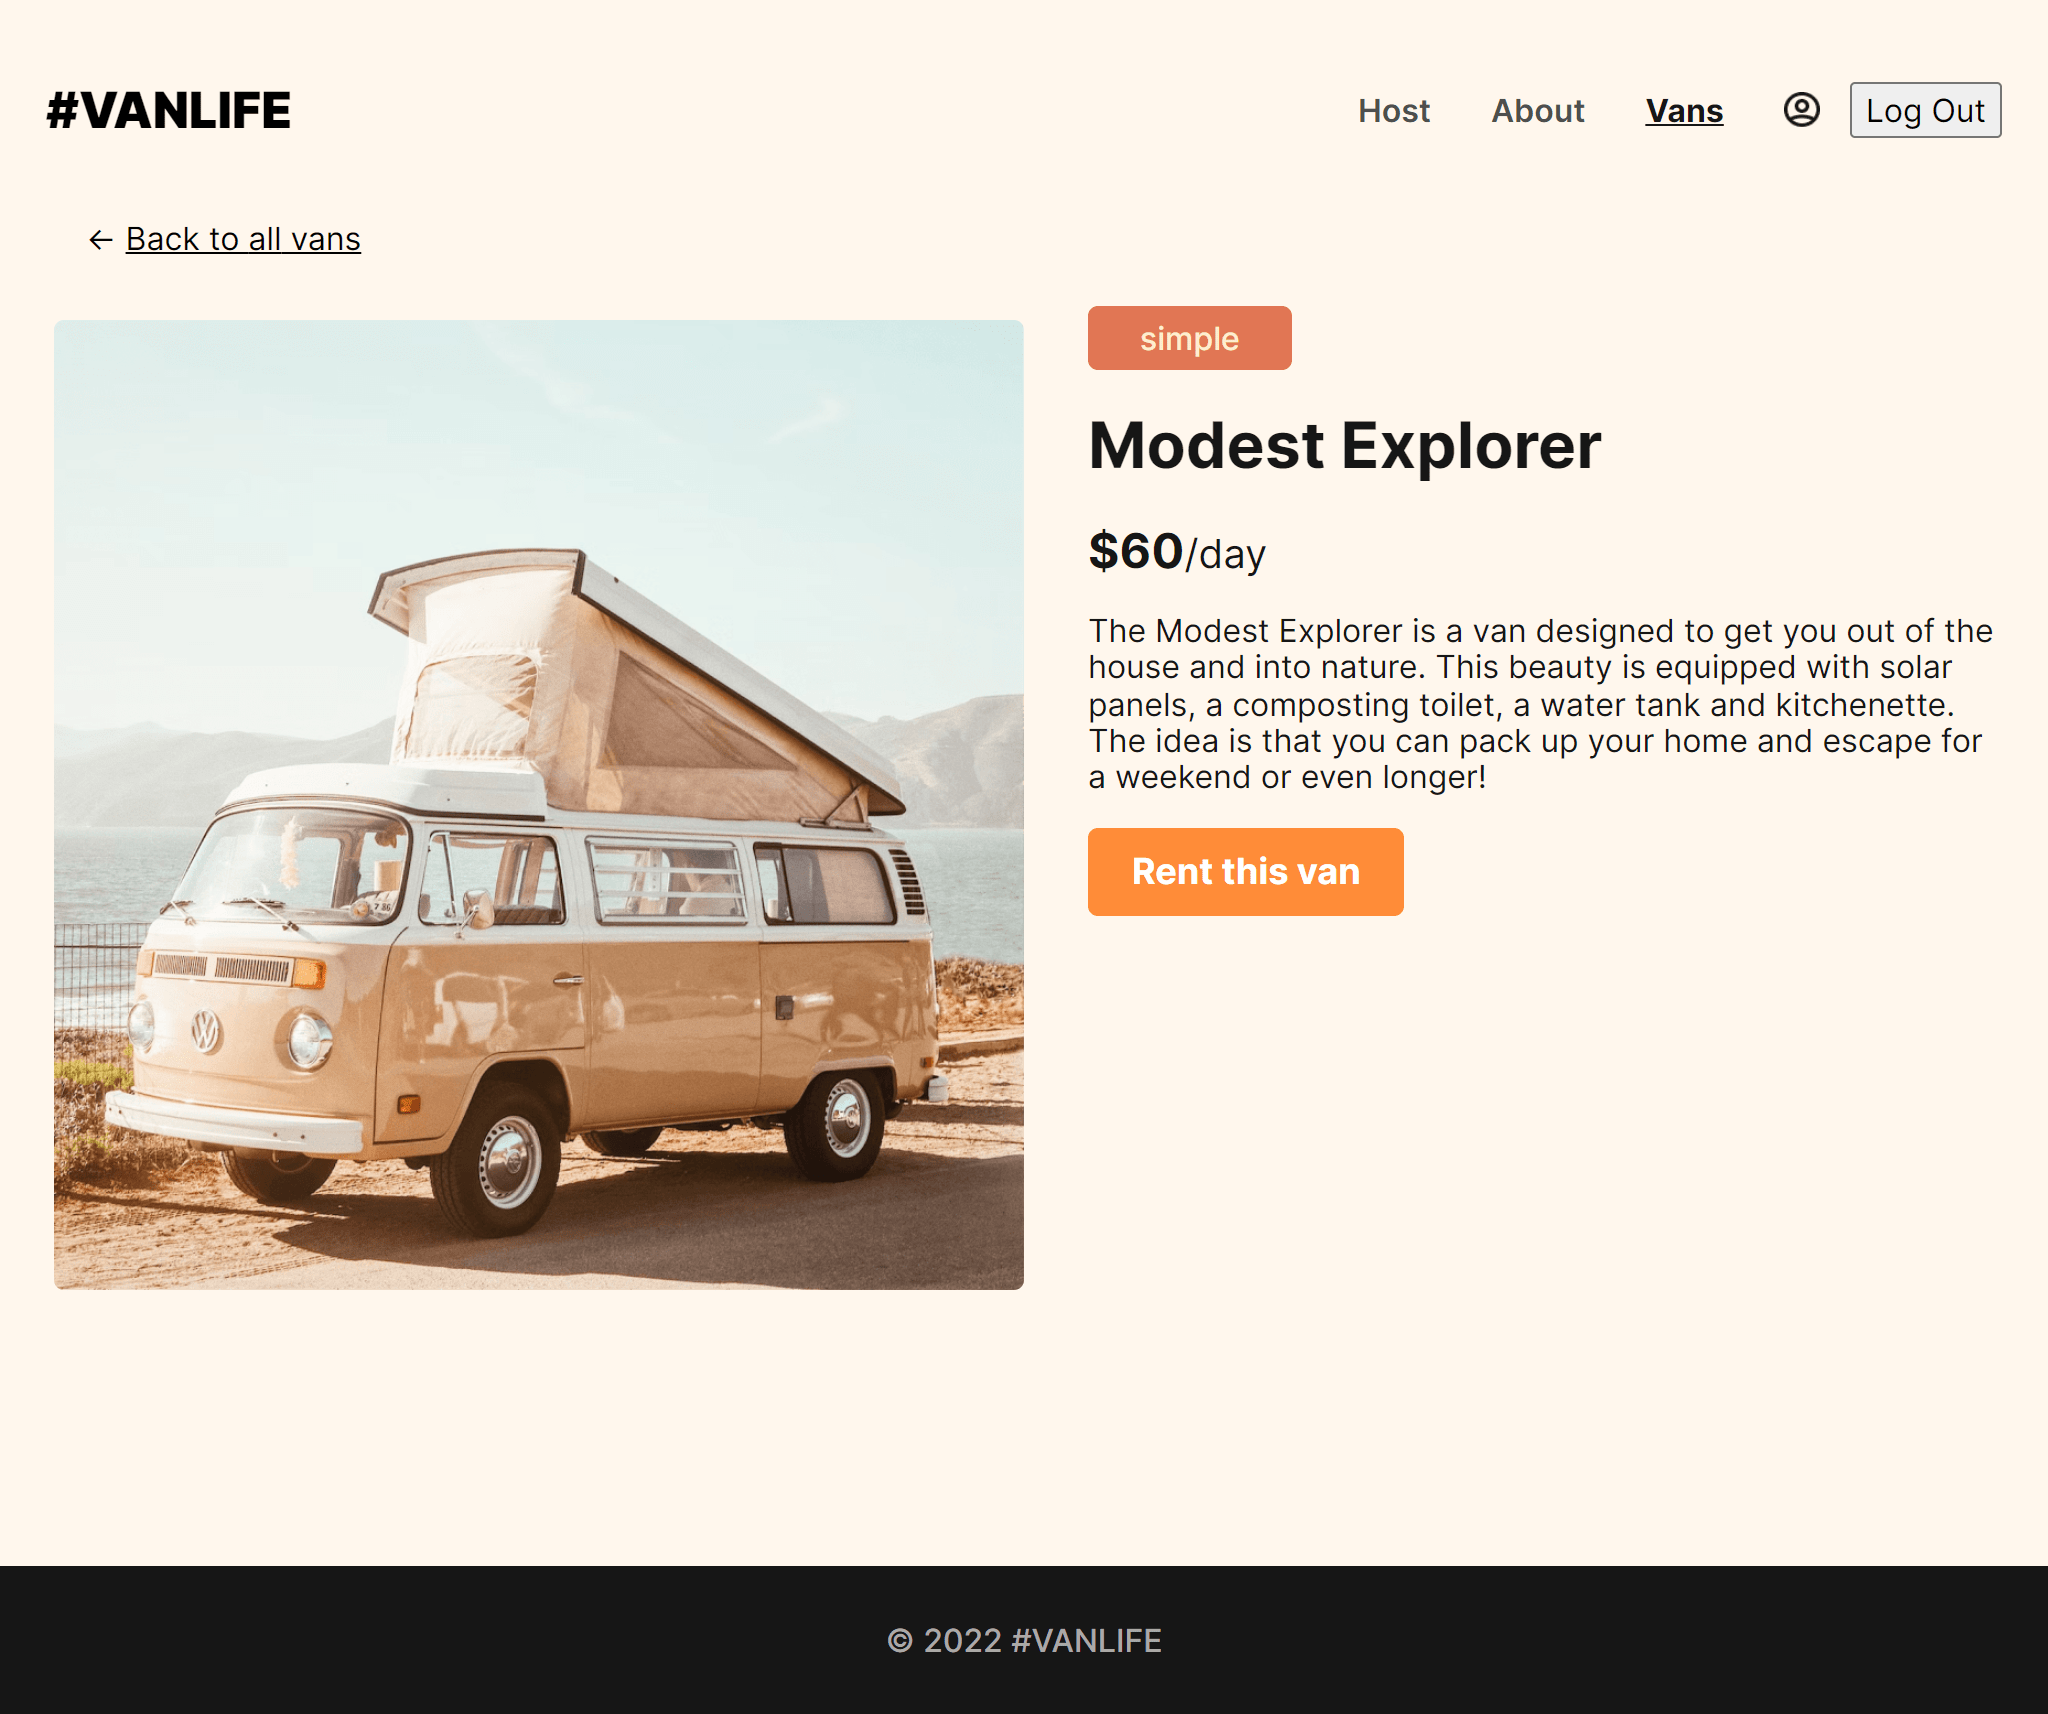 #VANLIFE
Host
About
Vans
Log Out
← Back to all vans
simple
Modest Explorer
$60/day
The Modest Explorer is a van designed to get you out of the
house and into nature. This beauty is equipped with solar
panels, a composting toilet, a water tank and kitchenette.
The idea is that you can pack up your home and escape for
a weekend or even longer!
Rent this van
© 2022 #VANLIFE